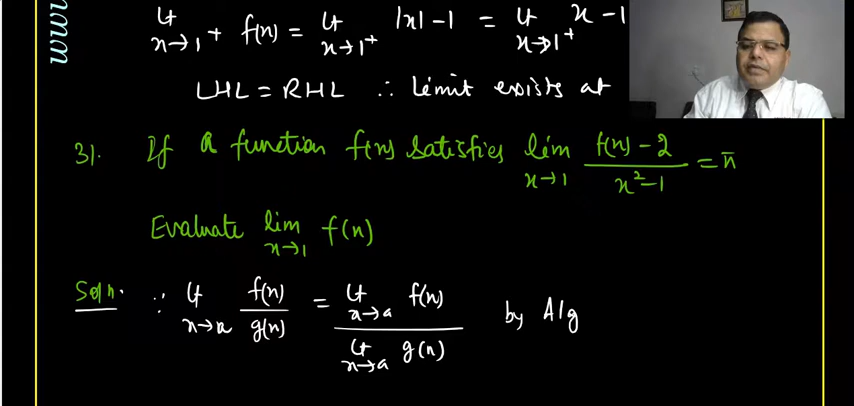 www
Lt x→1+ f(x) = Lt x→1+ |x| - 1 = Lt x→1+ x - 1
LHL = RHL ∴ Limit exists at
31. If a function f(x) satisfies lim x→1 f(x) - 2 / x² - 1 = π
Evaluate lim x→1 f(x)
Soln. ∵ Lt x→a f(x) / g(x) = Lt x→a f(x) / Lt x→a g(x) by Alg